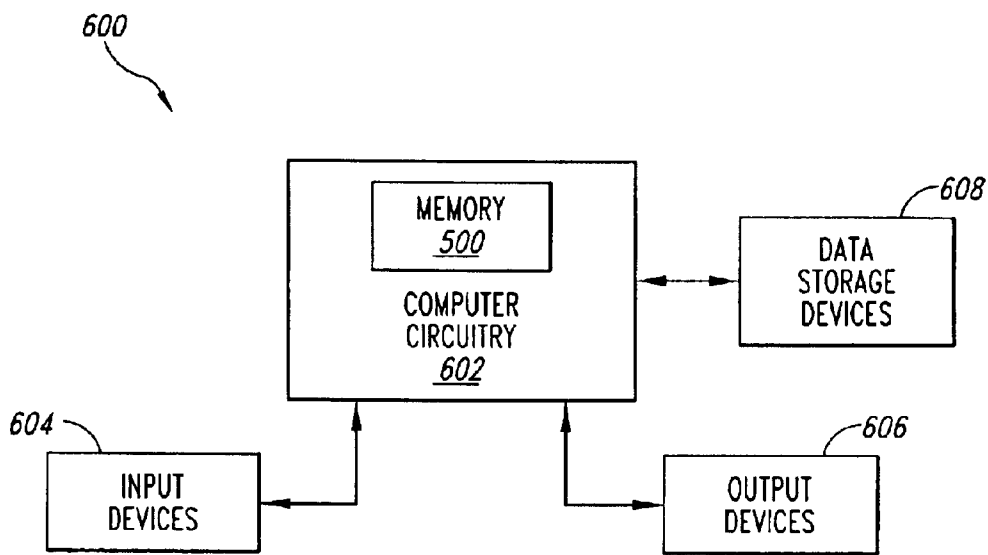 600
MEMORY
500
COMPUTER
CIRCUITRY
602
608
DATA
STORAGE
DEVICES
604
INPUT
DEVICES
606
OUTPUT
DEVICES